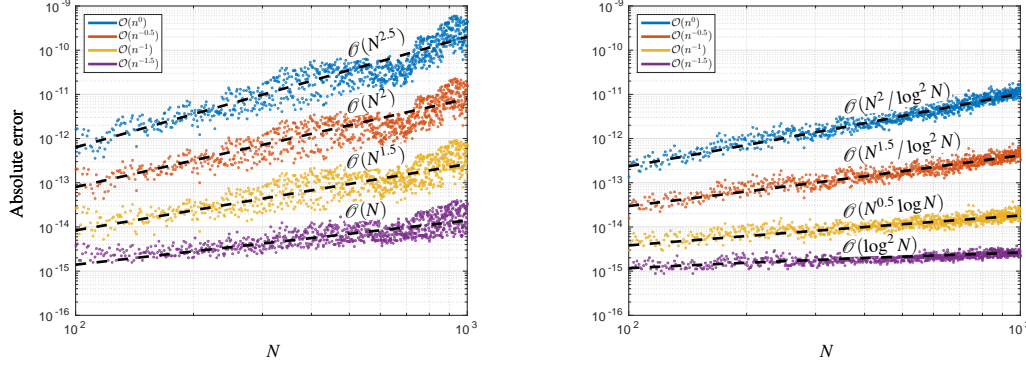 10^-9
10^-10
10^-11
10^-12
10^-13
10^-14
10^-15
10^-16
Absolute error
O(n^0)
O(n^-0.5)
O(n^-1)
O(n^-1.5)
O(N^2.5)
O(N^2)
O(N^1.5)
O(N)
10^2
10^3
N
10^-9
10^-10
10^-11
10^-12
10^-13
10^-14
10^-15
10^-16
O(n^0)
O(n^-0.5)
O(n^-1)
O(n^-1.5)
O(N^2/log^2 N)
O(N^1.5/log^2 N)
O(N^0.5 log N)
O(log^2 N)
10^2
10^3
N